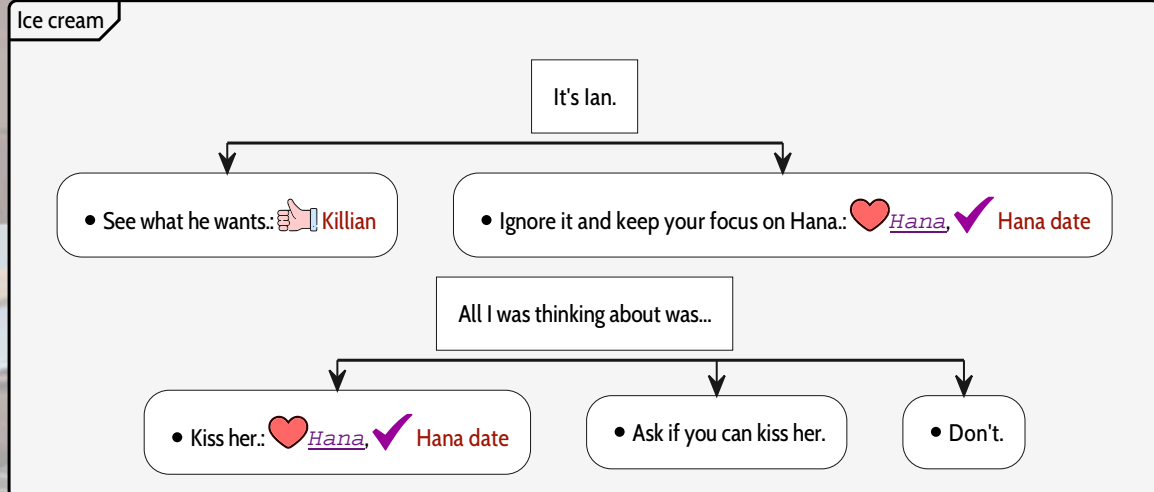 Ice cream
It's Ian.
• See what he wants.: Killian
• Ignore it and keep your focus on Hana.: Hana, Hana date
All I was thinking about was...
• Kiss her.: Hana, Hana date
• Ask if you can kiss her.
• Don't.